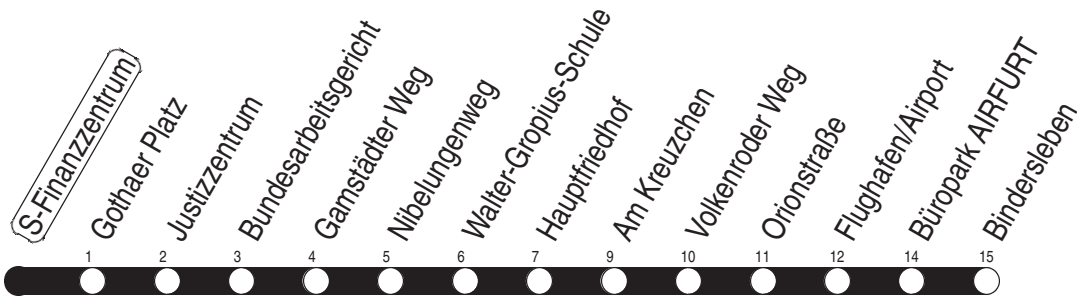 S-Finanzzentrum
Gothaer Platz
Justizzentrum
Bundesarbeitsgericht
Gamstädter Weg
Nibelungenweg
Walter-Gropius-Schule
Hauptfriedhof
Am Kreuzchen
Volkenroder Weg
Orionstraße
Flughafen/Airport
Büropark AIRFURT
Bindersleben
1 2 3 4 5 6 7 9 10 11 12 14 15